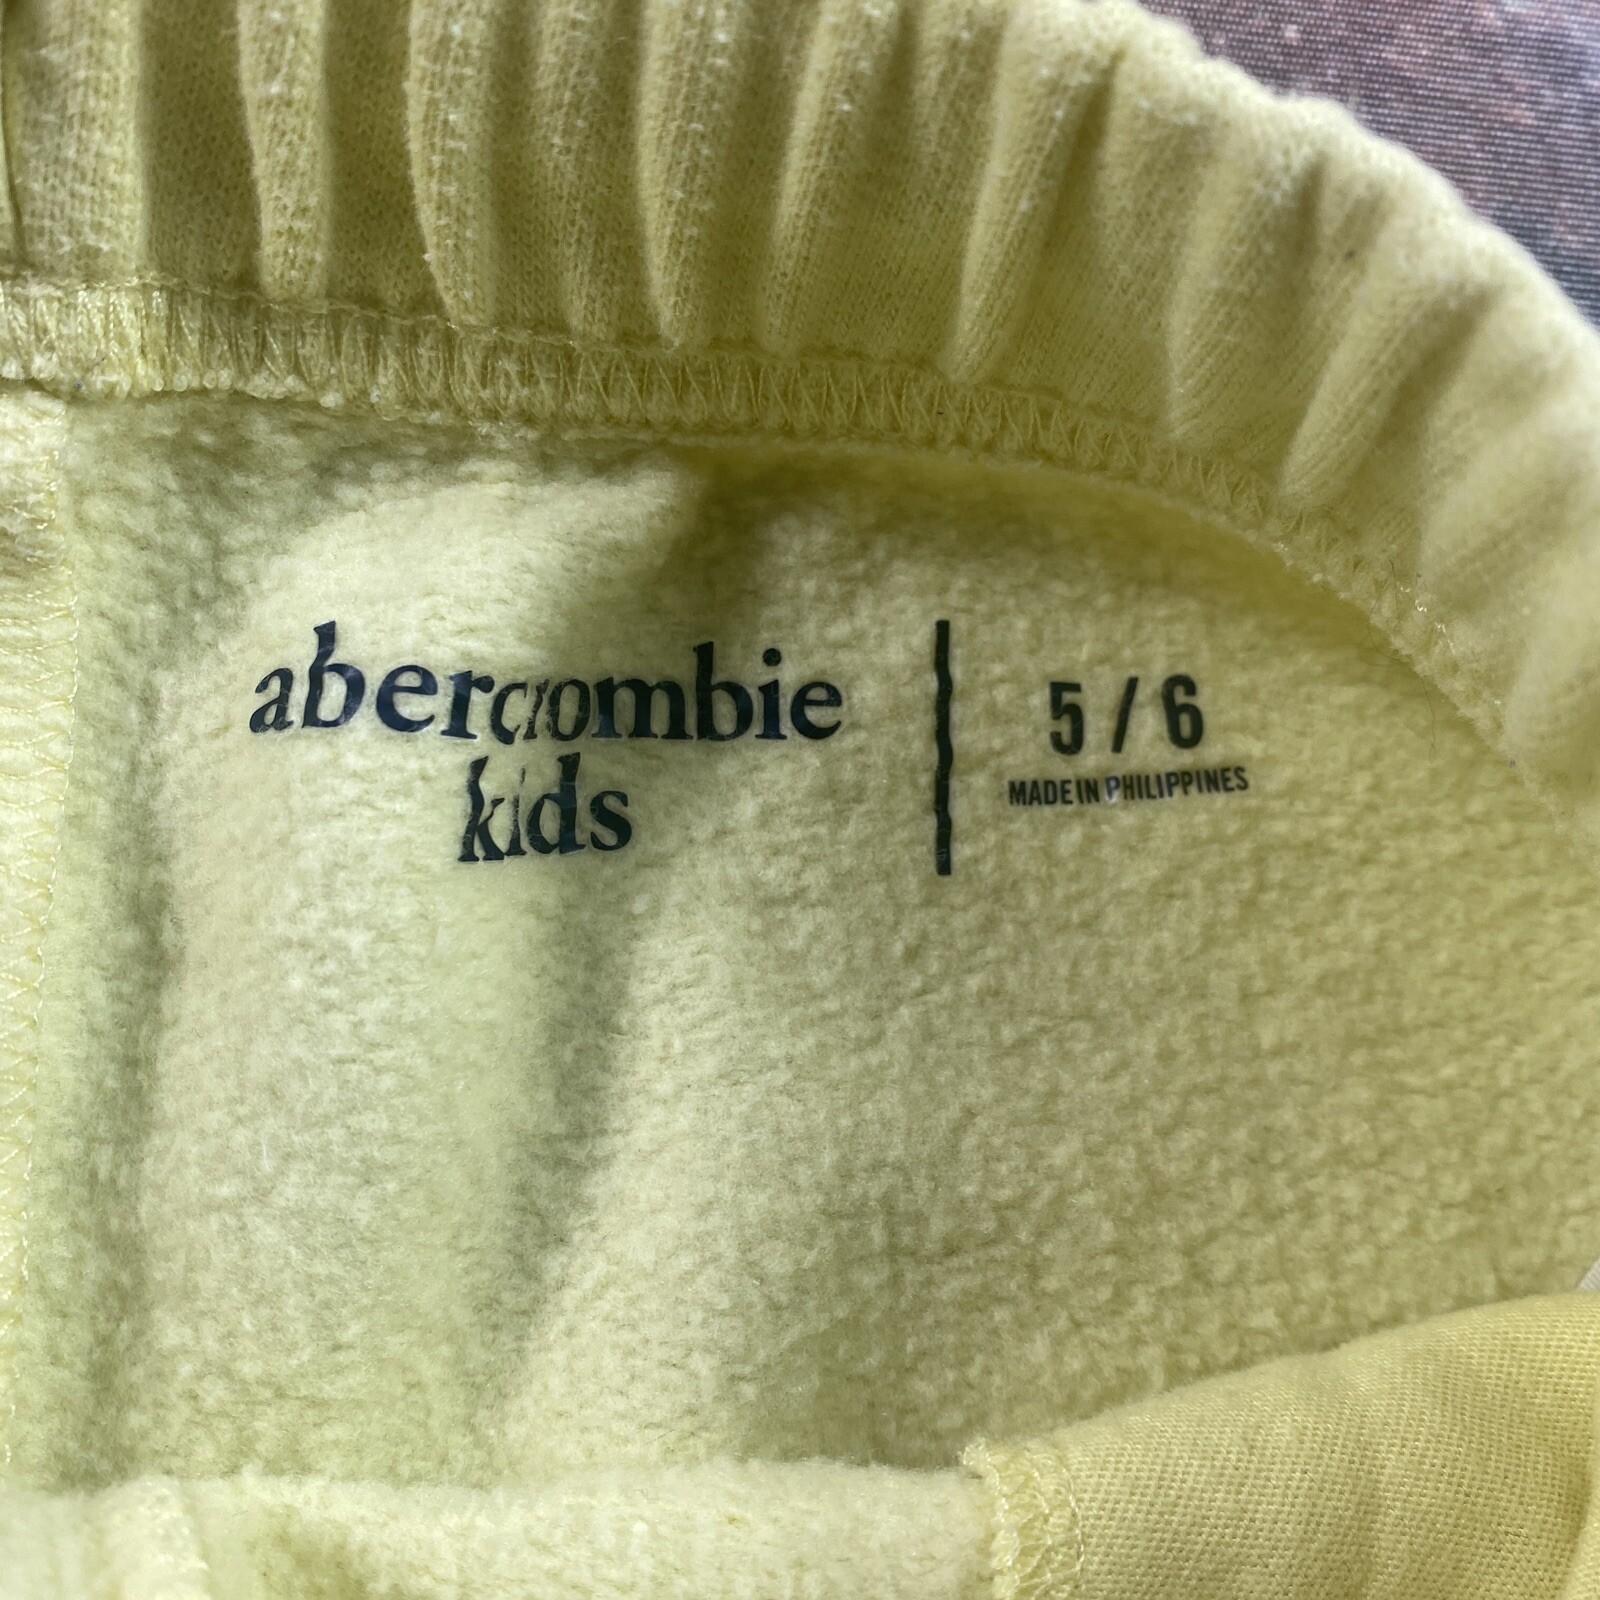 abercrombie
kids
5 / 6
MADE IN PHILIPPINES